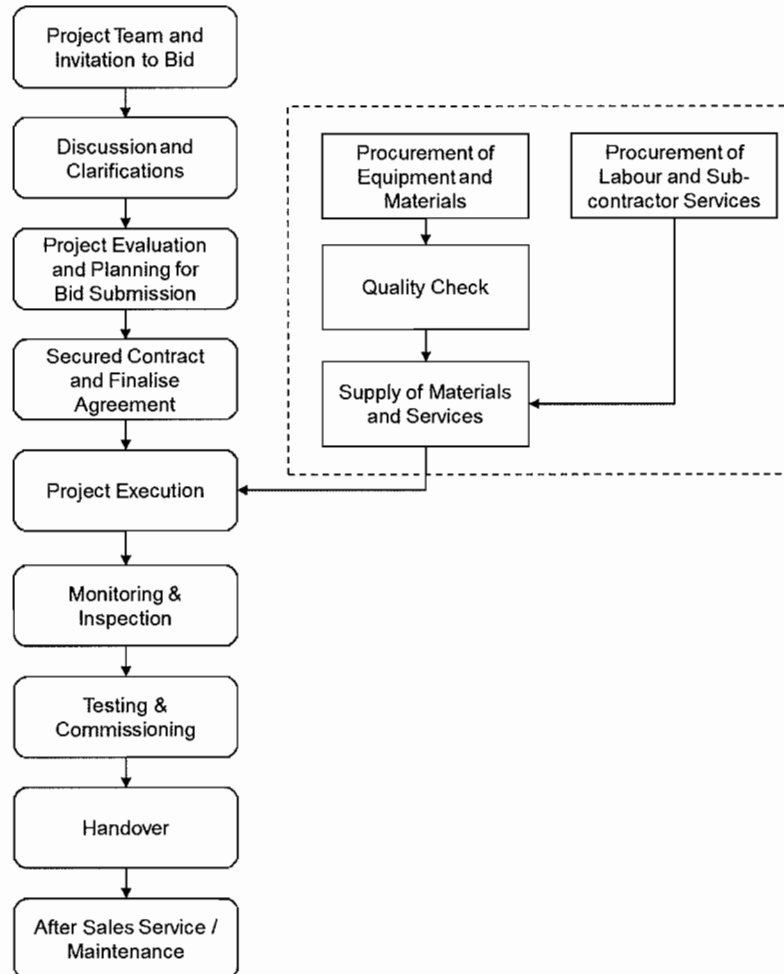 Project Team and
Invitation to Bid
Discussion and
Clarifications
Project Evaluation
and Planning for
Bid Submission
Secured Contract
and Finalise
Agreement
Project Execution
Monitoring &
Inspection
Testing &
Commissioning
Handover
After Sales Service /
Maintenance
Procurement of
Equipment and
Materials
Quality Check
Supply of Materials
and Services
Procurement of
Labour and Sub-
contractor Services